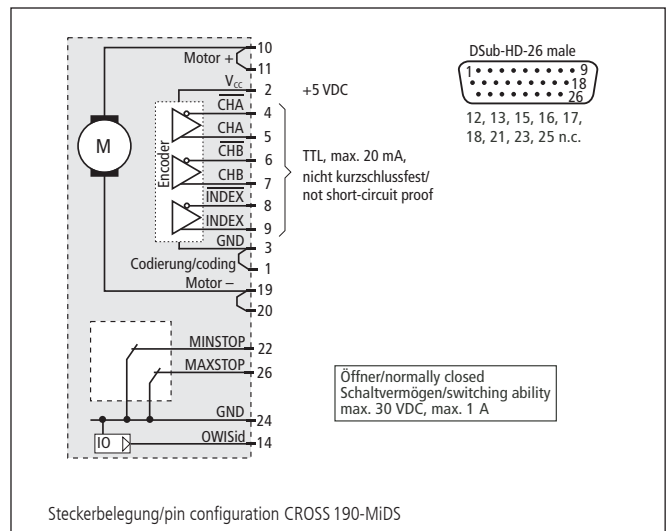 10
Motor +
11
Vcc
2
+5 VDC
CHA
4
CHA
5
CHB
6
CHB
7
INDEX
8
INDEX
9
GND
3
Codierung/coding
1
Motor –
19
20
M
Encoder
TTL, max. 20 mA,
nicht kurzschlussfest/
not short-circuit proof
DSub-HD-26 male
1 9
18
26
12, 13, 15, 16, 17,
18, 21, 23, 25 n.c.
MINSTOP
22
MAXSTOP
26
GND
24
IO
OWISid
14
Öffner/normally closed
Schaltvermögen/switching ability
max. 30 VDC, max. 1 A
Steckerbelegung/pin configuration CROSS 190-MiDS